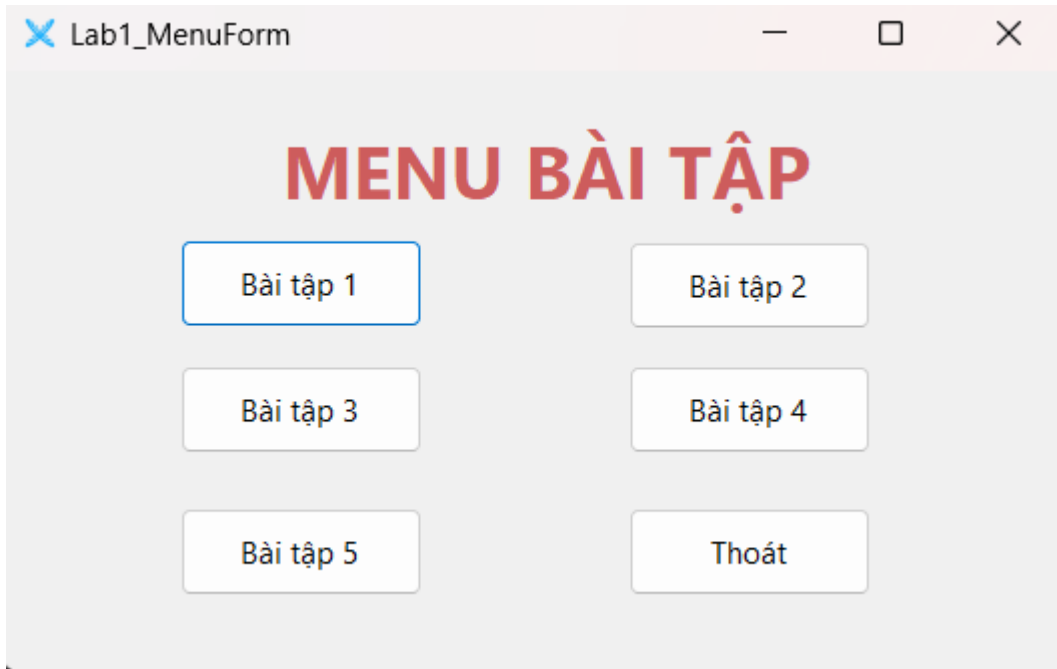 Lab1_MenuForm
MENU BÀI TẬP
Bài tập 1
Bài tập 2
Bài tập 3
Bài tập 4
Bài tập 5
Thoát